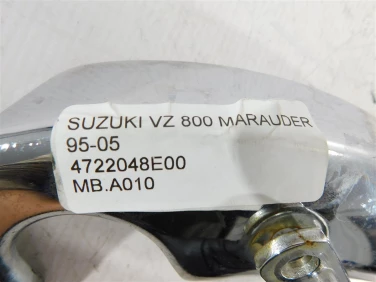 SUZUKI VZ 800 MARAUDER
95-05
4722048E00
MB.A010